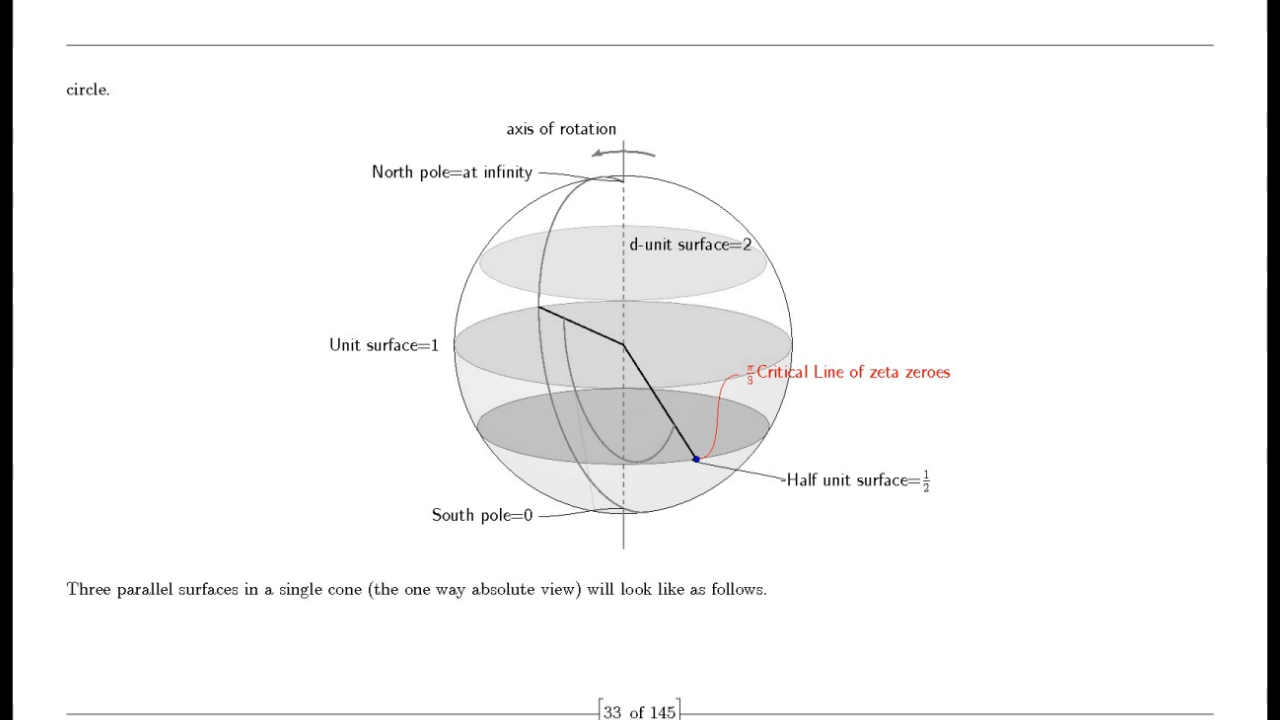 circle.
axis of rotation
North pole=at infinity
d-unit surface=2
Unit surface=1
π/3 Critical Line of zeta zeroes
Half unit surface=1/2
South pole=0
Three parallel surfaces in a single cone (the one way absolute view) will look like as follows.
33 of 145